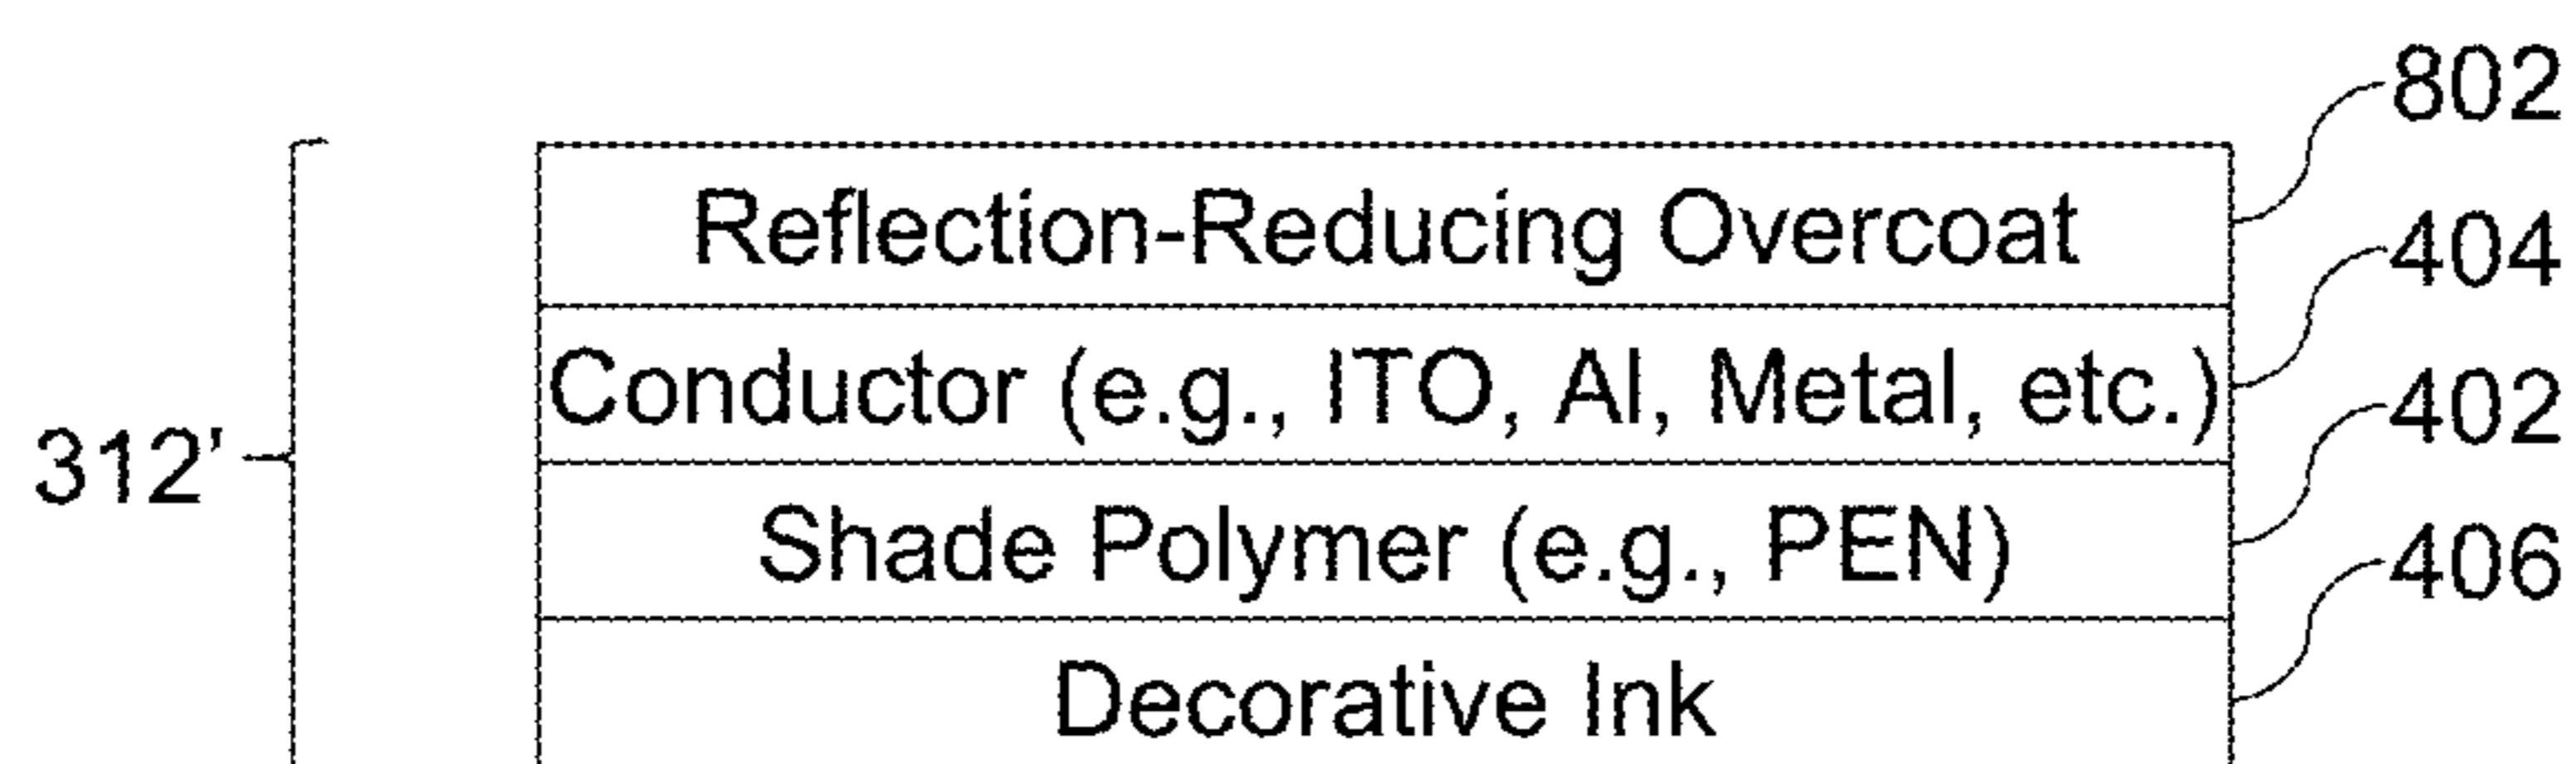 802
Reflection-Reducing Overcoat
404
Conductor (e.g., ITO, Al, Metal, etc.)
402
312'
Shade Polymer (e.g., PEN)
406
Decorative Ink